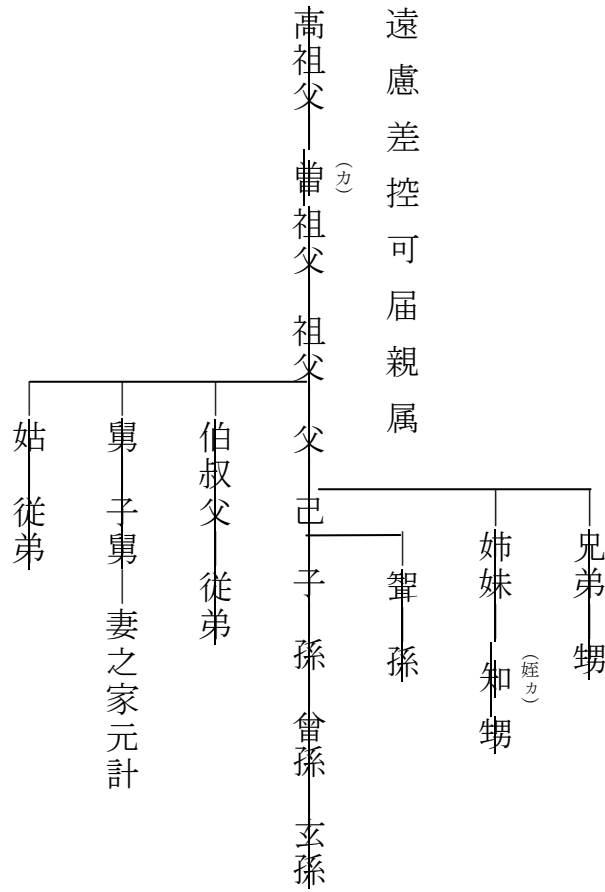 遠慮差控可届親属
高祖父 曽(カ)祖父 祖父 父 己 子 孫 曾孫 玄孫
兄弟 甥
姉妹 知(姪カ) 甥
聟 孫
伯叔父 従弟
舅 子舅 妻之家元計
姑 従弟